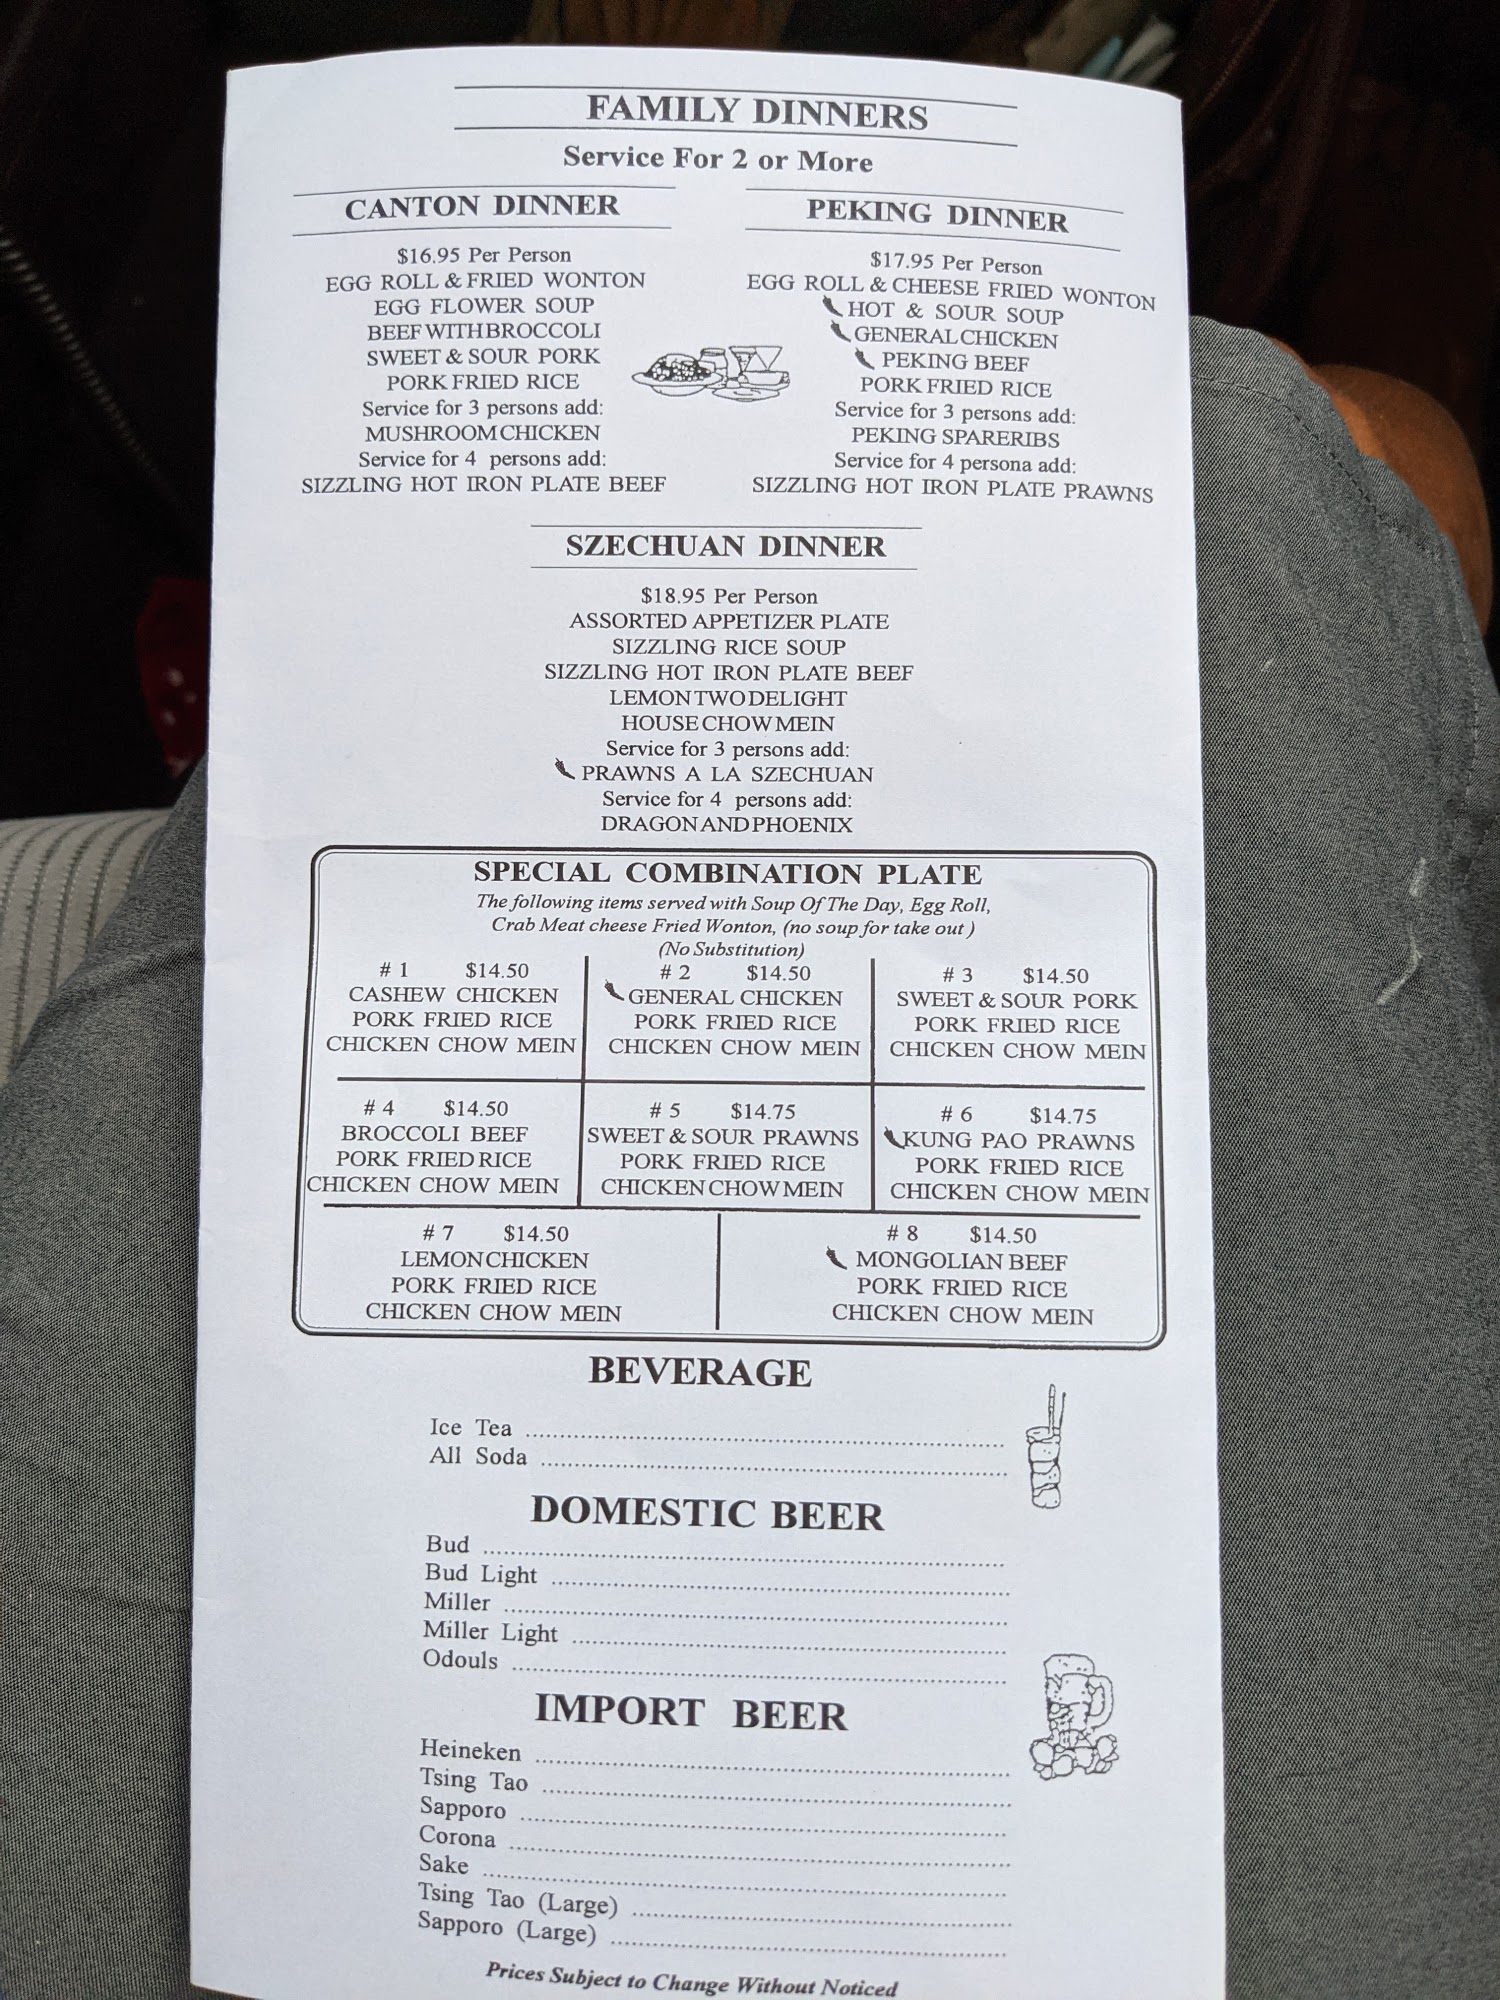 FAMILY DINNERS
Service For 2 or More
CANTON DINNER
$16.95 Per Person
EGG ROLL & FRIED WONTON
EGG FLOWER SOUP
BEEF WITH BROCCOLI
SWEET & SOUR PORK
PORK FRIED RICE
Service for 3 persons add:
MUSHROOM CHICKEN
Service for 4 persons add:
SIZZLING HOT IRON PLATE BEEF
PEKING DINNER
$17.95 Per Person
EGG ROLL & CHEESE FRIED WONTON
HOT & SOUR SOUP
GENERAL CHICKEN
PEKING BEEF
PORK FRIED RICE
Service for 3 persons add:
PEKING SPARERIBS
Service for 4 persona add:
SIZZLING HOT IRON PLATE PRAWNS
SZECHUAN DINNER
$18.95 Per Person
ASSORTED APPETIZER PLATE
SIZZLING RICE SOUP
SIZZLING HOT IRON PLATE BEEF
LEMON TWO DELIGHT
HOUSE CHOW MEIN
Service for 3 persons add:
PRAWNS A LA SZECHUAN
Service for 4 persons add:
DRAGON AND PHOENIX
SPECIAL COMBINATION PLATE
The following items served with Soup Of The Day, Egg Roll,
Crab Meat cheese Fried Wonton, (no soup for take out )
(No Substitution)
# 1 $14.50
CASHEW CHICKEN
PORK FRIED RICE
CHICKEN CHOW MEIN
# 2 $14.50
GENERAL CHICKEN
PORK FRIED RICE
CHICKEN CHOW MEIN
# 3 $14.50
SWEET & SOUR PORK
PORK FRIED RICE
CHICKEN CHOW MEIN
# 4 $14.50
BROCCOLI BEEF
PORK FRIED RICE
CHICKEN CHOW MEIN
# 5 $14.75
SWEET & SOUR PRAWNS
PORK FRIED RICE
CHICKEN CHOW MEIN
# 6 $14.75
KUNG PAO PRAWNS
PORK FRIED RICE
CHICKEN CHOW MEIN
# 7 $14.50
LEMON CHICKEN
PORK FRIED RICE
CHICKEN CHOW MEIN
# 8 $14.50
MONGOLIAN BEEF
PORK FRIED RICE
CHICKEN CHOW MEIN
BEVERAGE
Ice Tea
All Soda
DOMESTIC BEER
Bud
Bud Light
Miller
Miller Light
Odouls
IMPORT BEER
Heineken
Tsing Tao
Sapporo
Corona
Sake
Tsing Tao (Large)
Sapporo (Large)
Prices Subject to Change Without Noticed